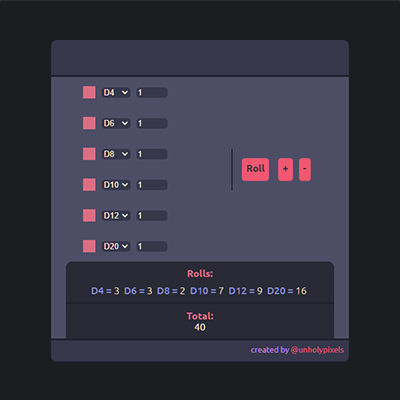 D4 1
D6 1
D8 1
D10 1
D12 1
D20 1
Roll + -
Rolls:
D4 = 3 D6 = 3 D8 = 2 D10 = 7 D12 = 9 D20 = 16
Total:
40
created by @unholypixels